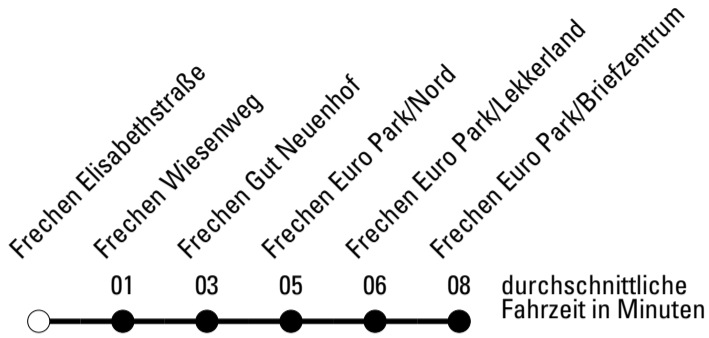 Frechen Elisabethstraße
Frechen Wiesenweg
Frechen Gut Neuenhof
Frechen Euro Park/Nord
Frechen Euro Park/Lekkerland
Frechen Euro Park/Briefzentrum
01 03 05 06 08
durchschnittliche
Fahrzeit in Minuten